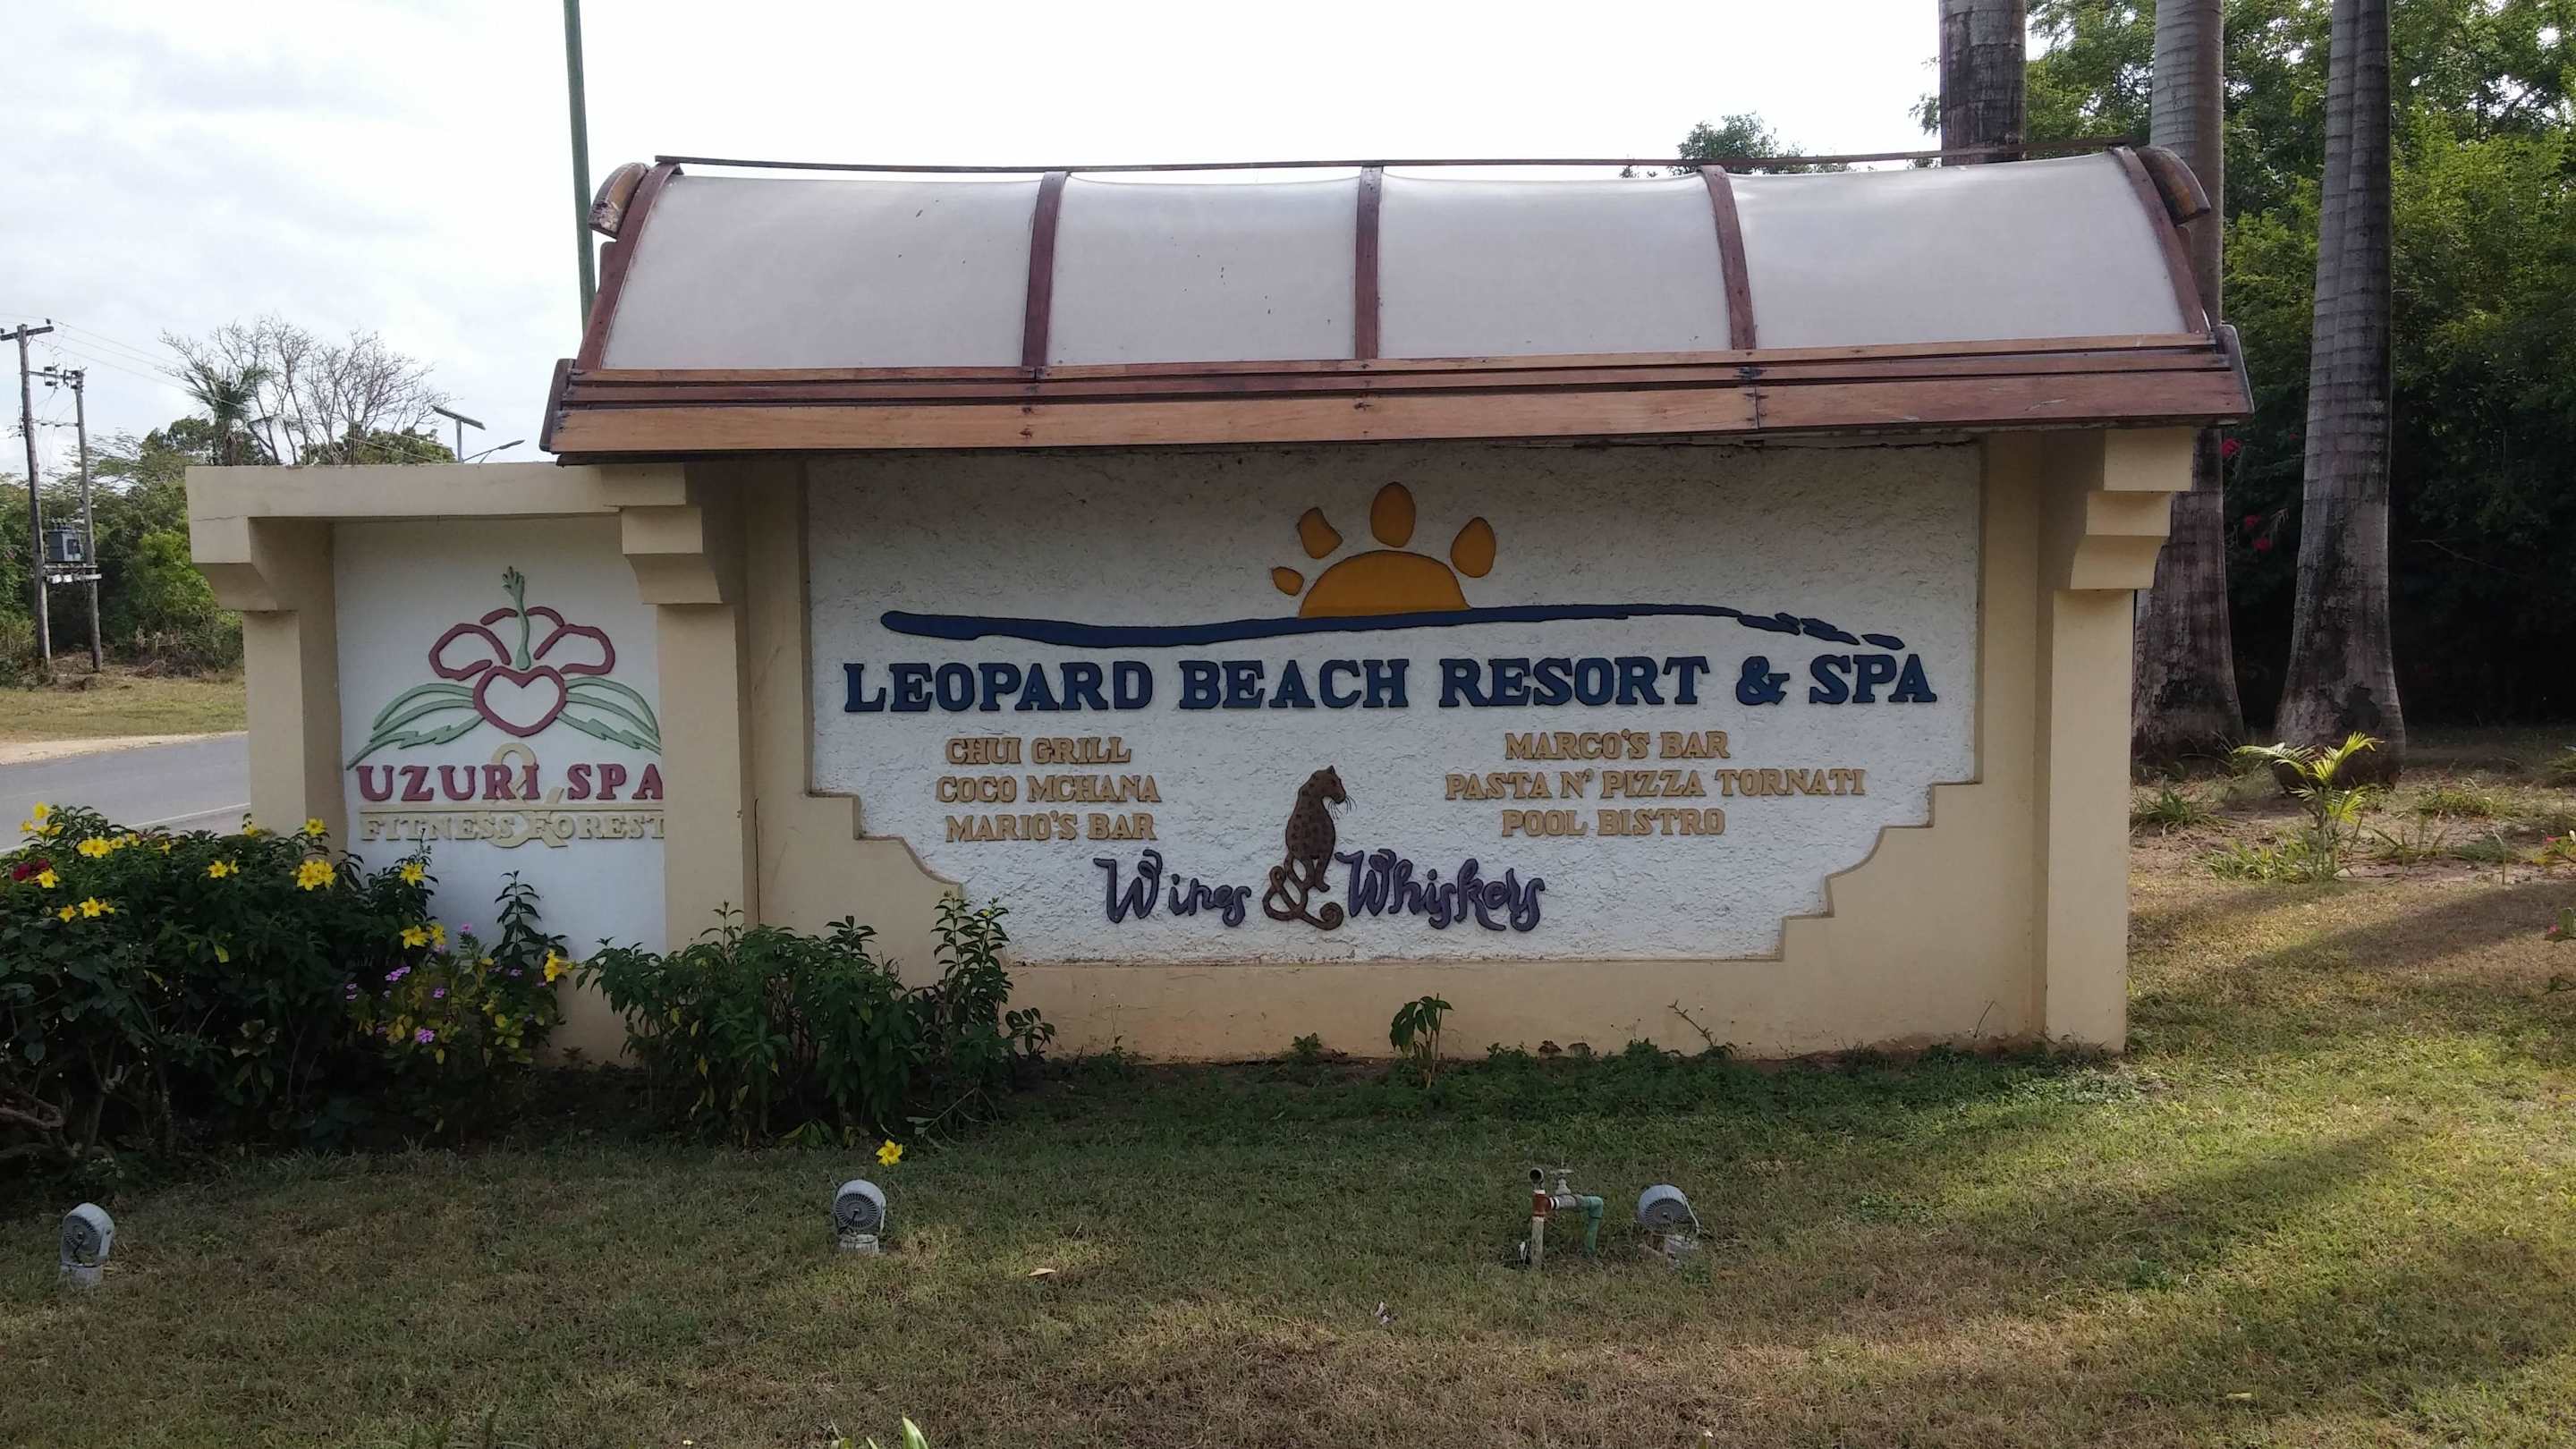 UZURI SPA
&
FITNESS FOREST
LEOPARD BEACH RESORT & SPA
CHUI GRILL
COCO MCHANA
MARIO'S BAR
MARCO'S BAR
PASTA N' PIZZA TORNATI
POOL BISTRO
Wines & Whiskers